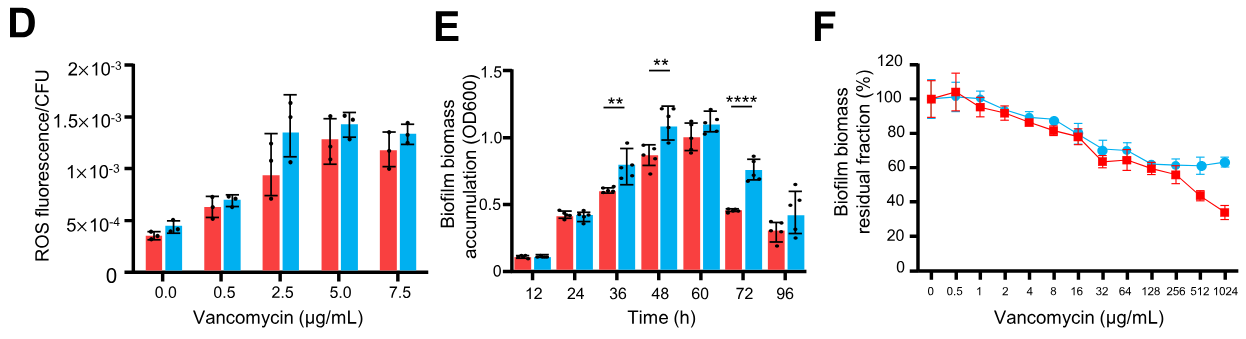 D
ROS fluorescence/CFU
2×10-3
1.5×10-3
1×10-3
5×10-4
0
0.0 0.5 2.5 5.0 7.5
Vancomycin (μg/mL)
E
Biofilm biomass
accumulation (OD600)
1.5
1.0
0.5
0
** ** ****
12 24 36 48 60 72 96
Time (h)
F
Biofilm biomass
residual fraction (%)
120
100
80
60
40
20
0
0 0.5 1 2 4 8 16 32 64 128 256 512 1024
Vancomycin (μg/mL)